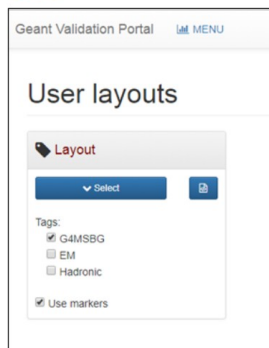 Geant Validation Portal MENU
User layouts
Layout
Select
Tags:
G4MSBG
EM
Hadronic
Use markers